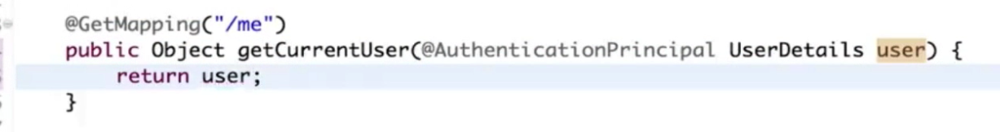 @GetMapping("/me")
public Object getCurrentUser(@AuthenticationPrincipal UserDetails user) {
return user;
}